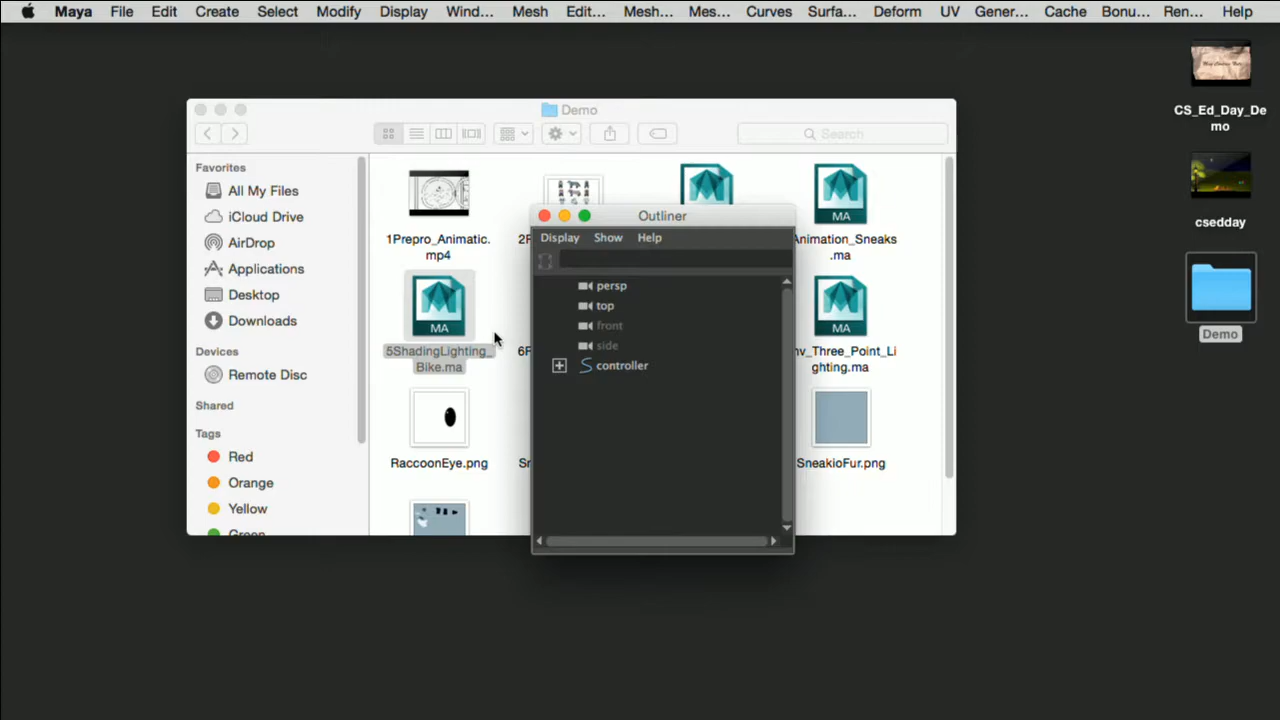 Maya File Edit Create Select Modify Display Wind... Mesh Edit... Mesh... Mes... Curves Surfa... Deform UV Gener... Cache Bonu... Ren... Help
CS_Ed_Day_De
mo
csedday
Demo
Demo
Search
Favorites
All My Files
iCloud Drive
AirDrop
Applications
Desktop
Downloads
Devices
Remote Disc
Shared
Tags
Red
Orange
Yellow
Green
1Prepro_Animatic.
mp4
MA
Animation_Sneaks
.ma
MA
5ShadingLighting_
Bike.ma
MA
nv_Three_Point_Li
ghting.ma
RaccoonEye.png
SneakioFur.png
Outliner
Display Show Help
persp
top
front
side
controller